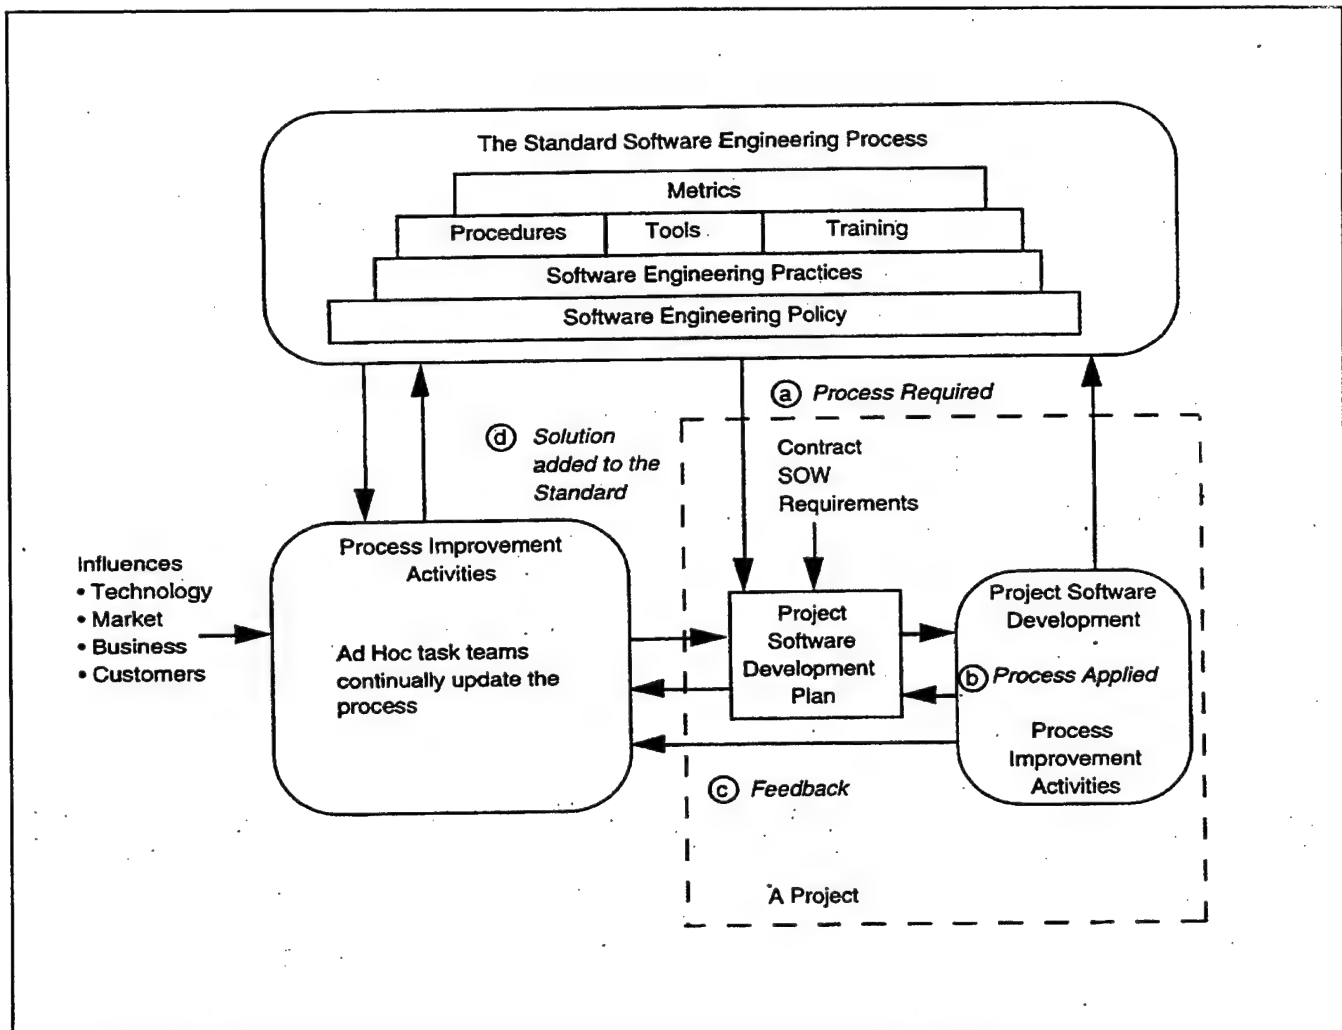 The Standard Software Engineering Process
Metrics
Procedures
Tools
Training
Software Engineering Practices
Software Engineering Policy
ⓐ Process Required
ⓓ Solution
added to the
Standard
Contract
SOW
Requirements
Influences
• Technology
• Market
• Business
• Customers
Process Improvement
Activities
Ad Hoc task teams
continually update the
process
Project
Software
Development
Plan
Project Software
Development
ⓑ Process Applied
Process
Improvement
Activities
ⓒ Feedback
A Project